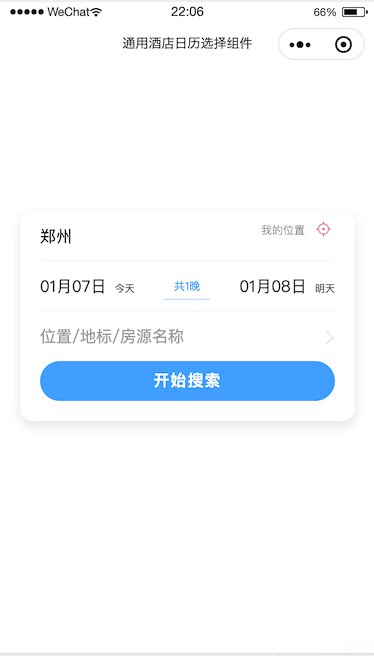 ●●●●● WeChat 22:06 66%
通用酒店日历选择组件
郑州 我的位置
01月07日 今天 共1晚 01月08日 明天
位置/地标/房源名称
开始搜索